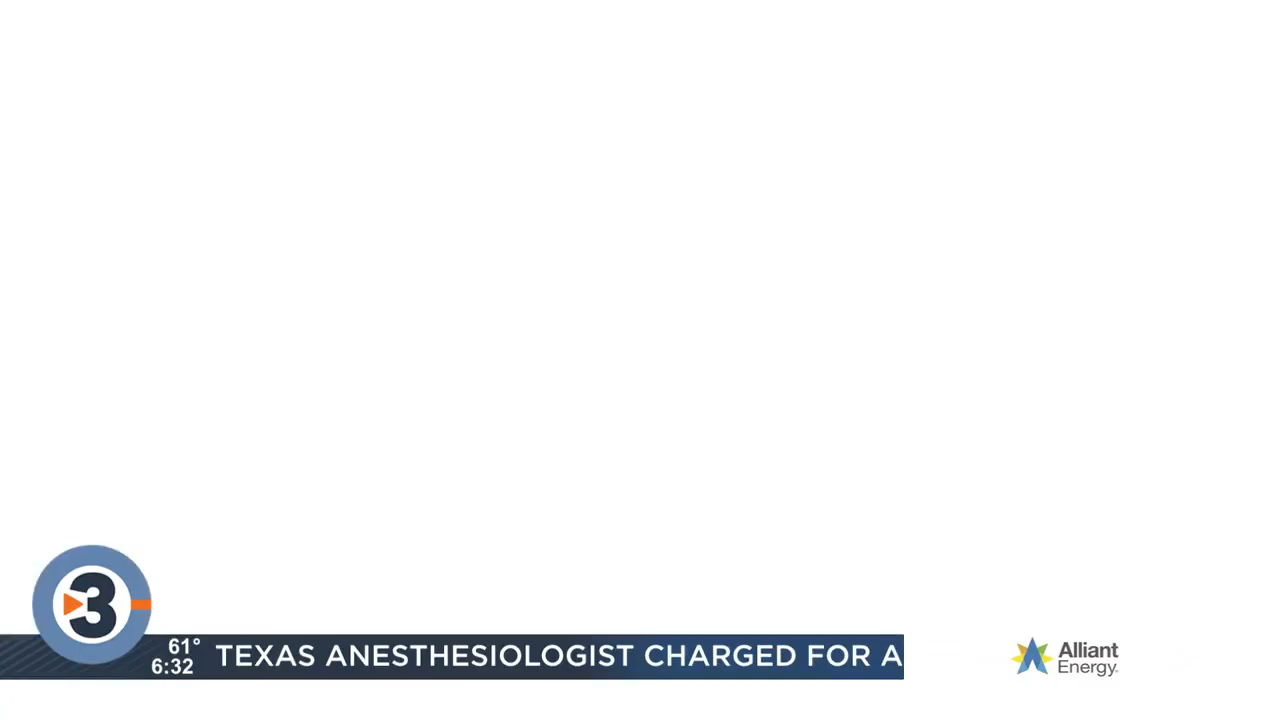 3
61°
6:32
TEXAS ANESTHESIOLOGIST CHARGED FOR A
Alliant
Energy